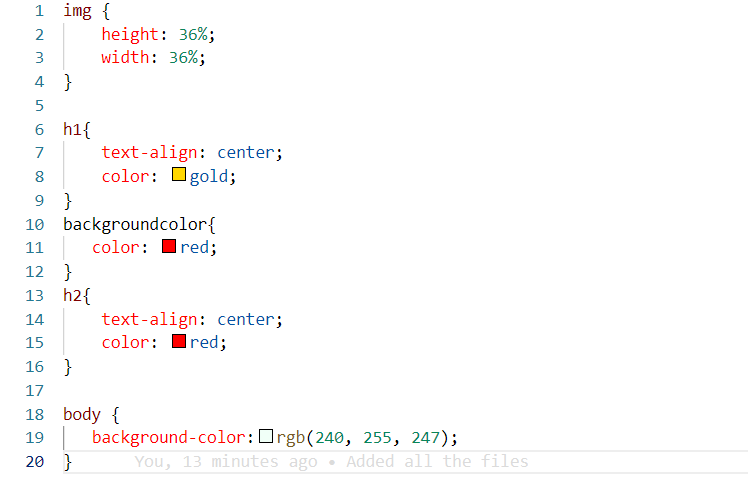 1 img {
2     height: 36%;
3     width: 36%;
4 }
5
6 h1{
7     text-align: center;
8     color: gold;
9 }
10 backgroundcolor{
11    color: red;
12 }
13 h2{
14     text-align: center;
15     color: red;
16 }
17
18 body {
19    background-color: rgb(240, 255, 247);
20 }      You, 13 minutes ago • Added all the files